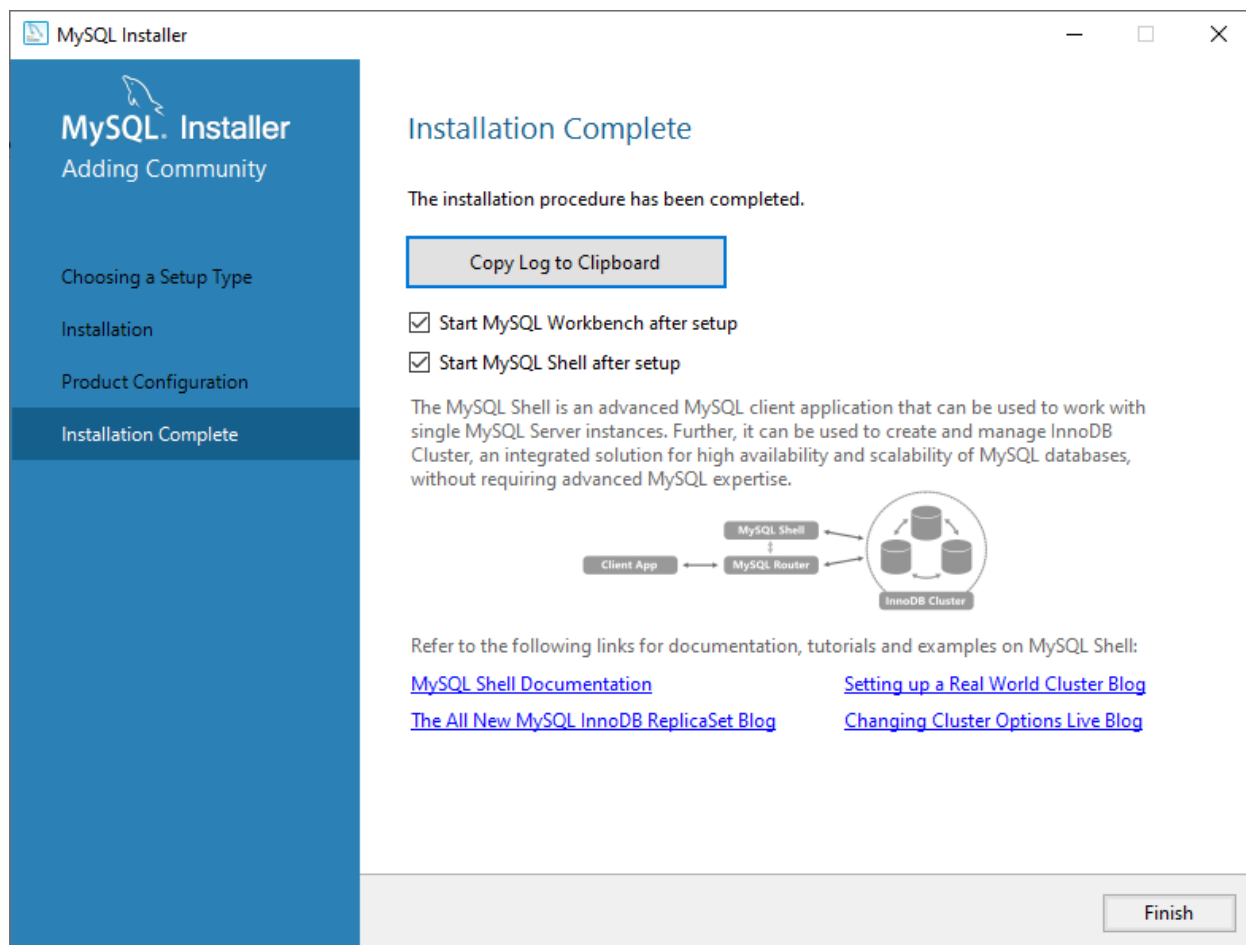 MySQL Installer
MySQL. Installer
Adding Community
Choosing a Setup Type
Installation
Product Configuration
Installation Complete
Installation Complete
The installation procedure has been completed.
Copy Log to Clipboard
Start MySQL Workbench after setup
Start MySQL Shell after setup
The MySQL Shell is an advanced MySQL client application that can be used to work with
single MySQL Server instances. Further, it can be used to create and manage InnoDB
Cluster, an integrated solution for high availability and scalability of MySQL databases,
without requiring advanced MySQL expertise.
MySQL Shell
Client App
MySQL Router
InnoDB Cluster
Refer to the following links for documentation, tutorials and examples on MySQL Shell:
MySQL Shell Documentation
Setting up a Real World Cluster Blog
The All New MySQL InnoDB ReplicaSet Blog
Changing Cluster Options Live Blog
Finish